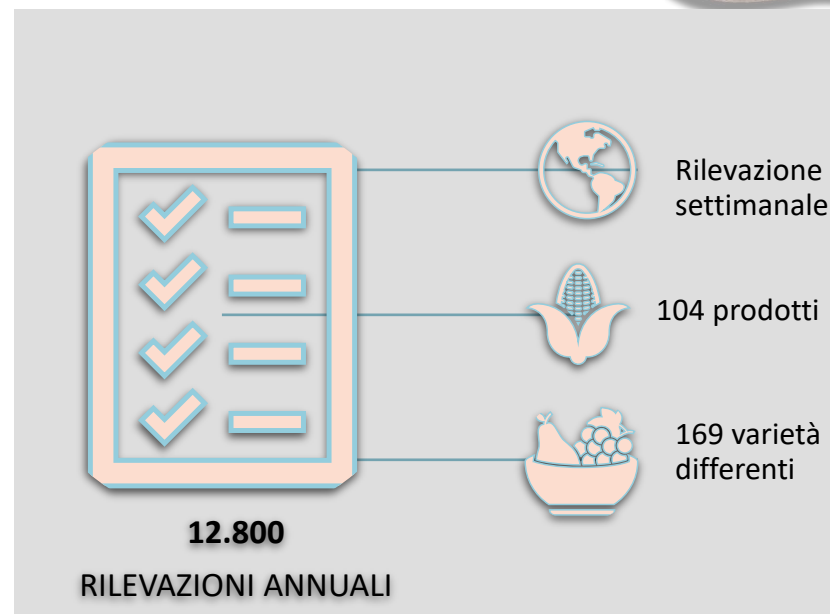 Rilevazione
settimanale
104 prodotti
169 varietà
differenti
12.800
RILEVAZIONI ANNUALI